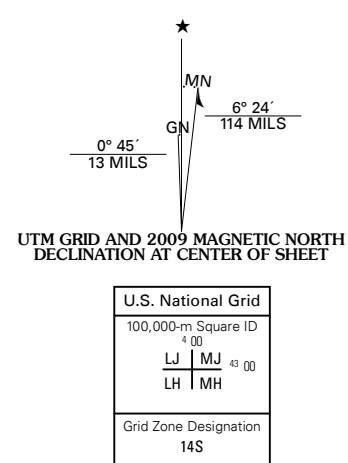 ★
MN
6° 24´
114 MILS
GN
0° 45´
13 MILS
UTM GRID AND 2009 MAGNETIC NORTH
DECLINATION AT CENTER OF SHEET
U.S. National Grid
100,000-m Square ID
4 00
LJ MJ 43 00
LH MH
Grid Zone Designation
14S